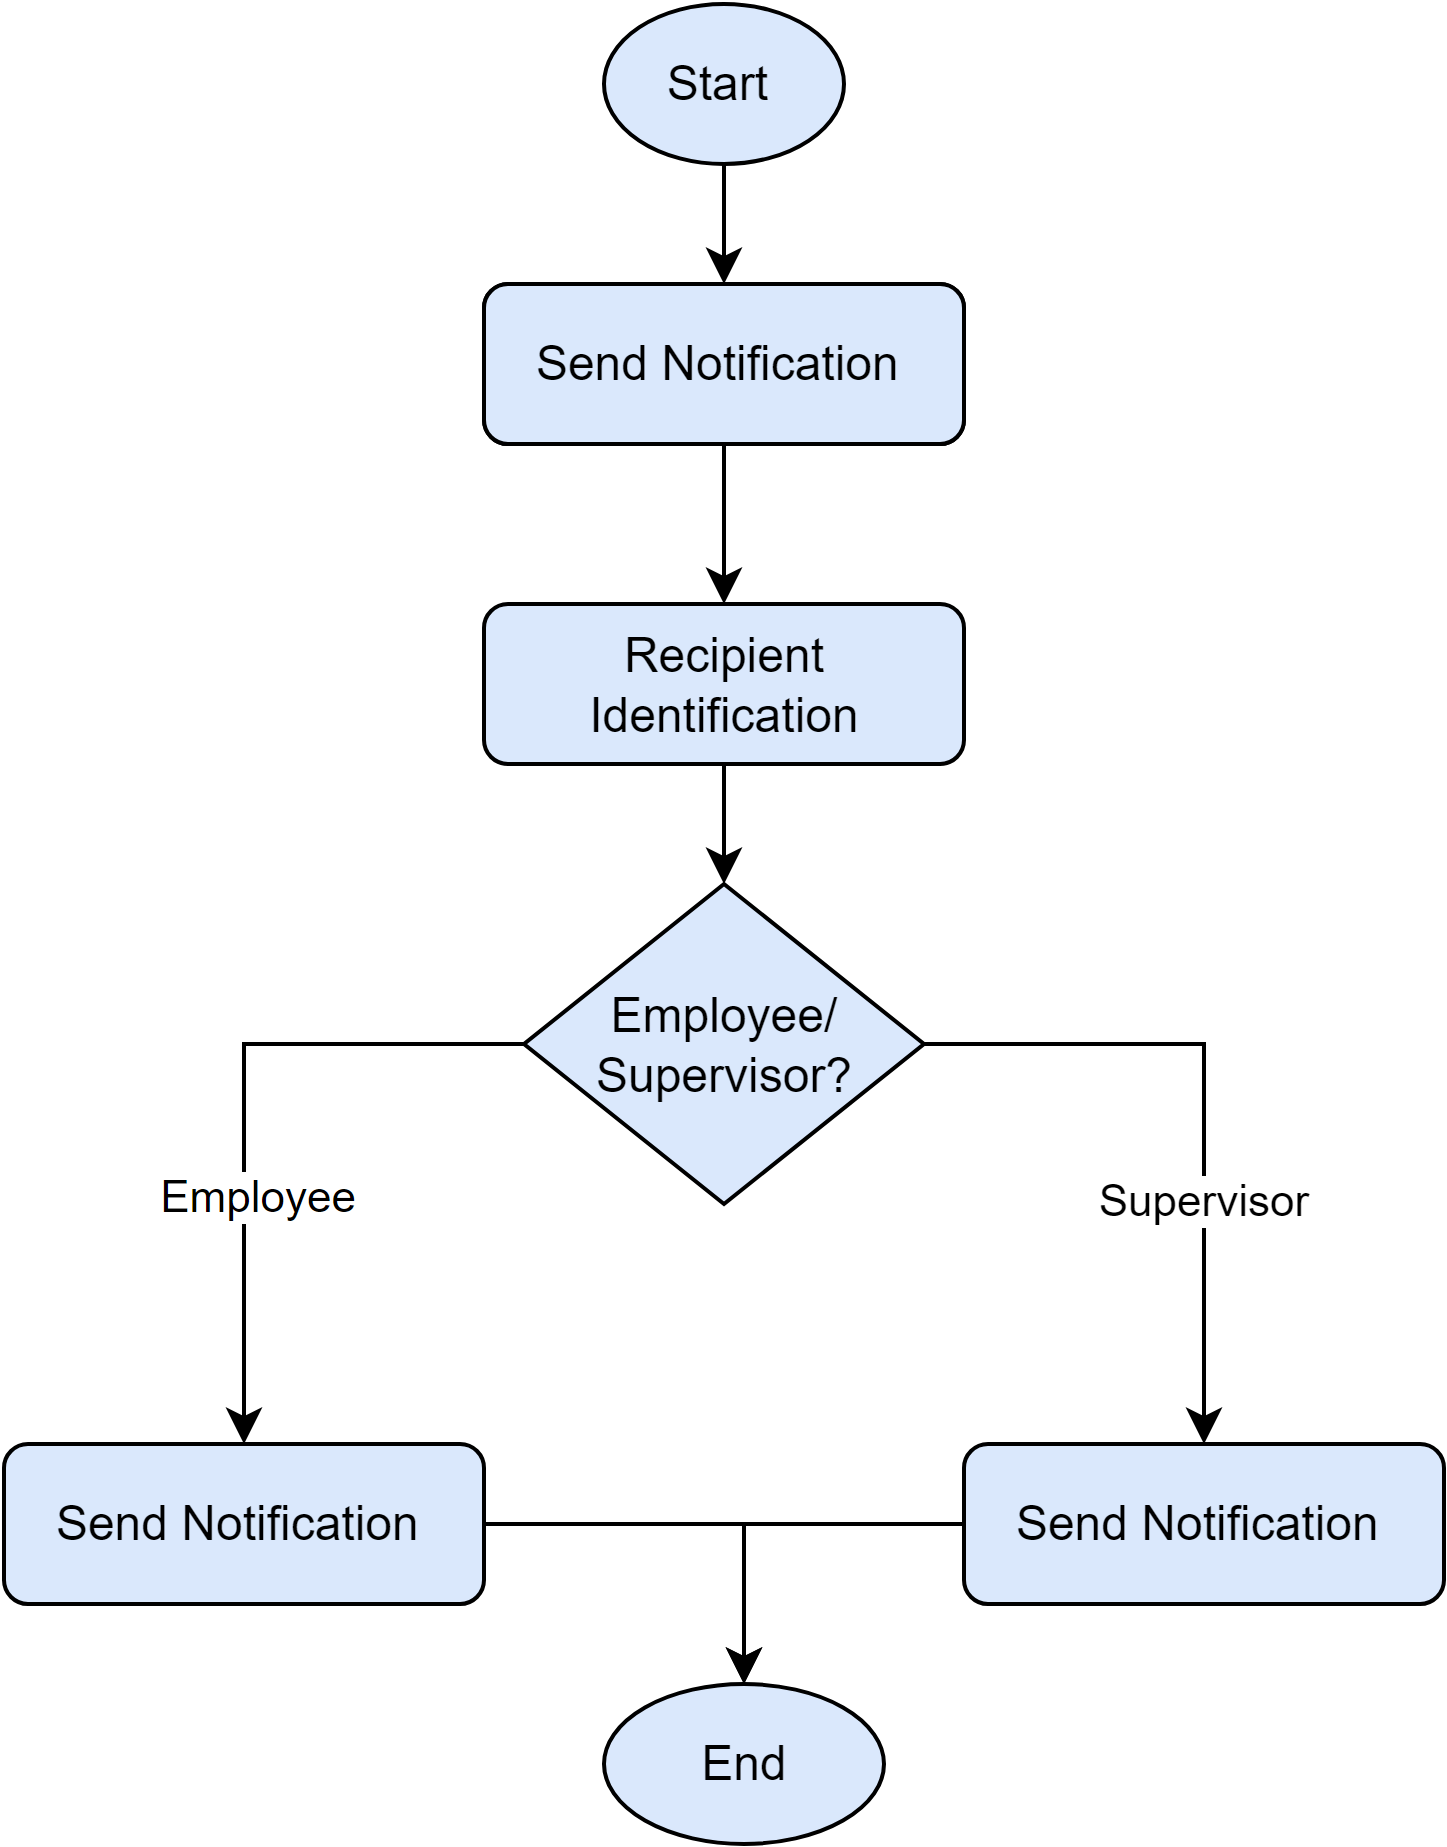 Start
Send Notification
Recipient
Identification
Employee/
Supervisor?
Employee
Supervisor
Send Notification
Send Notification
End